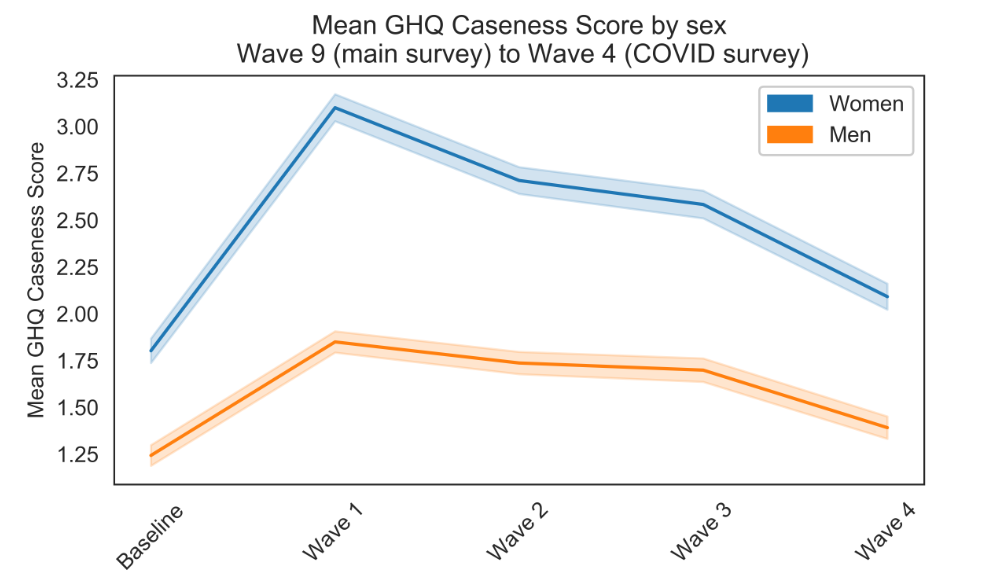 Mean GHQ Caseness Score by sex
Wave 9 (main survey) to Wave 4 (COVID survey)
Women
Men
Mean GHQ Caseness Score
3.25
3.00
2.75
2.50
2.25
2.00
1.75
1.50
1.25
Baseline
Wave 1
Wave 2
Wave 3
Wave 4